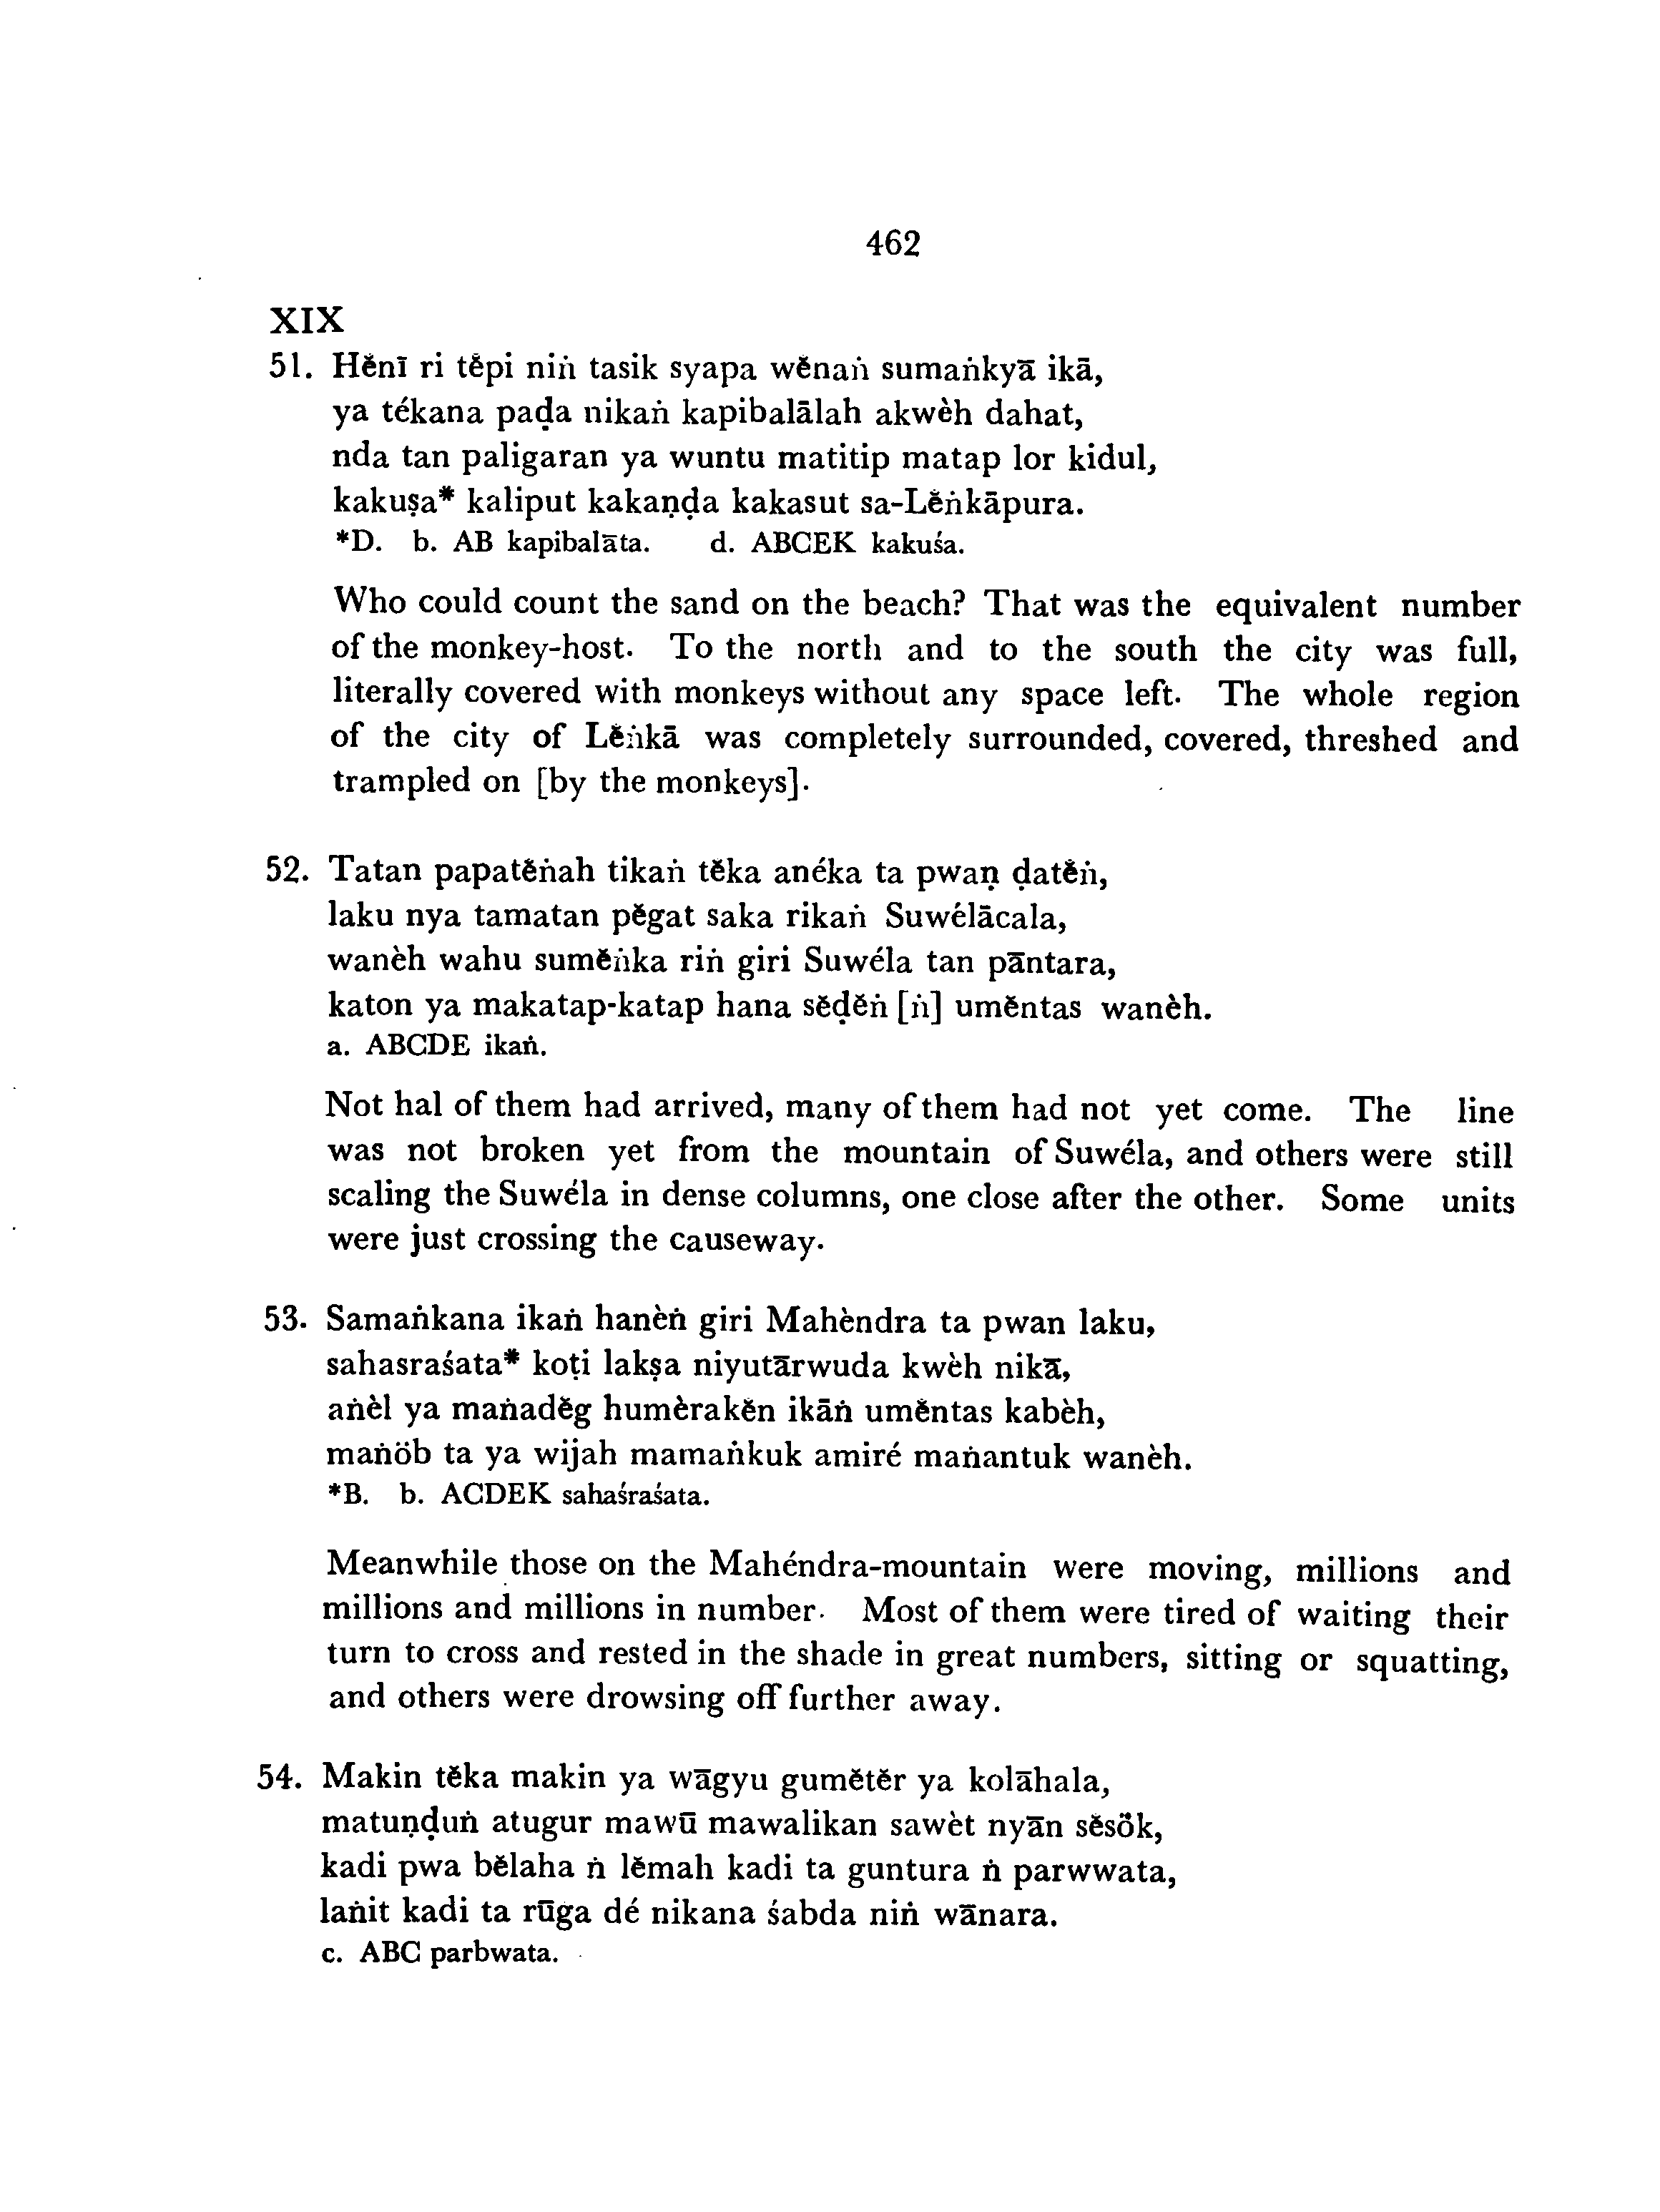 462
XIX
51. Hĕnī ri tĕpi niṅ tasik syapa wĕnaṅ sumaṅkyā ikā,
ya tékana paḍa nikaṅ kapibalālah akwèh dahat,
nda tan paligaran ya wuntu matitip matap lor kidul,
kakuṣa* kaliput kakaṇḍa kakasut sa-Lĕṅkāpura.
*D. b. AB kapibalāta. d. ABCEK kakuśa.
Who could count the sand on the beach? That was the equivalent number
of the monkey-host. To the north and to the south the city was full,
literally covered with monkeys without any space left. The whole region
of the city of Lĕṅkā was completely surrounded, covered, threshed and
trampled on [by the monkeys].
52. Tatan papatĕṅah tikaṅ tĕka anéka ta pwaṇ ḍatĕṅ,
laku nya tamatan pĕgat saka rikaṅ Suwélācala,
wanèh wahu sumĕṅka riṅ giri Suwéla tan pāntara,
katon ya makatap-katap hana sĕḍĕṅ [ṅ] umĕntas wanèh.
a. ABCDE ikaṅ.
Not hal of them had arrived, many of them had not yet come. The line
was not broken yet from the mountain of Suwéla, and others were still
scaling the Suwéla in dense columns, one close after the other. Some units
were just crossing the causeway.
53. Samaṅkana ikaṅ hanèṅ giri Mahèndra ta pwan laku,
sahasraśata* koṭi lakṣa niyutārwuda kwèh nikā,
aṅèl ya maṅadĕg humèrakĕn ikāṅ umĕntas kabèh,
maṅöb ta ya wijah mamaṅkuk amiré maṅantuk wanèh.
*B. b. ACDEK sahaśraśata.
Meanwhile those on the Mahéndra-mountain were moving, millions and
millions and millions in number. Most of them were tired of waiting their
turn to cross and rested in the shade in great numbers, sitting or squatting,
and others were drowsing off further away.
54. Makin tĕka makin ya wāgyu gumĕtĕr ya kolāhala,
matuṇḍuṅ atugur mawū mawalikan sawèt nyān sĕsök,
kadi pwa bĕlaha ṅ lĕmah kadi ta guntura ṅ parwwata,
laṅit kadi ta rūga dé nikana śabda niṅ wānara.
c. ABC parbwata.